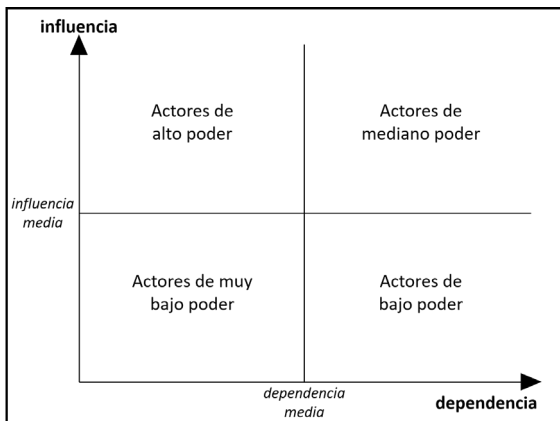 influencia
Actores de
alto poder
Actores de
mediano poder
influencia
media
Actores de muy
bajo poder
Actores de
bajo poder
dependencia
media
dependencia